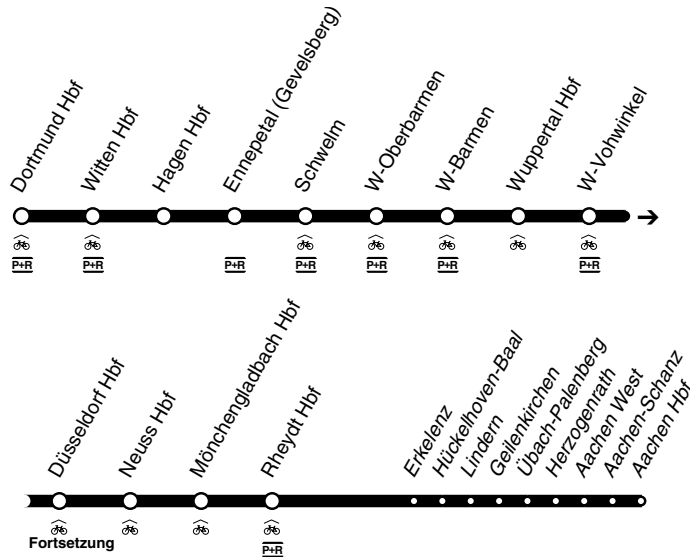 Dortmund Hbf
Witten Hbf
Hagen Hbf
Ennepetal (Gevelsberg)
Schwelm
W-Oberbarmen
W-Barmen
Wuppertal Hbf
W-Vohwinkel
P+R
P+R
P+R
P+R
P+R
P+R
P+R
Düsseldorf Hbf
Neuss Hbf
Mönchengladbach Hbf
Rheydt Hbf
Erkelenz
Hückelhoven-Baal
Lindern
Geilenkirchen
Übach-Palenberg
Herzogenrath
Aachen West
Aachen-Schanz
Aachen Hbf
Fortsetzung
P+R